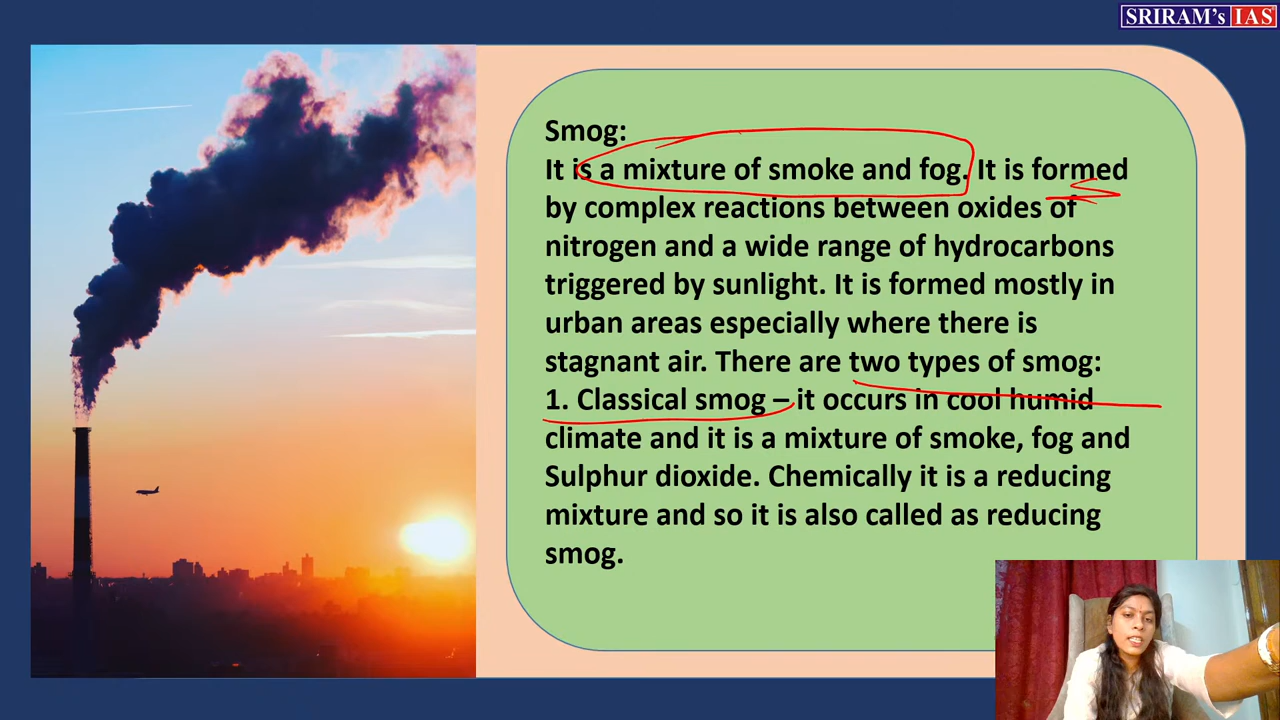 SRIRAM's IAS
Smog:
It is a mixture of smoke and fog. It is formed
by complex reactions between oxides of
nitrogen and a wide range of hydrocarbons
triggered by sunlight. It is formed mostly in
urban areas especially where there is
stagnant air. There are two types of smog:
1. Classical smog – it occurs in cool humid
climate and it is a mixture of smoke, fog and
Sulphur dioxide. Chemically it is a reducing
mixture and so it is also called as reducing
smog.